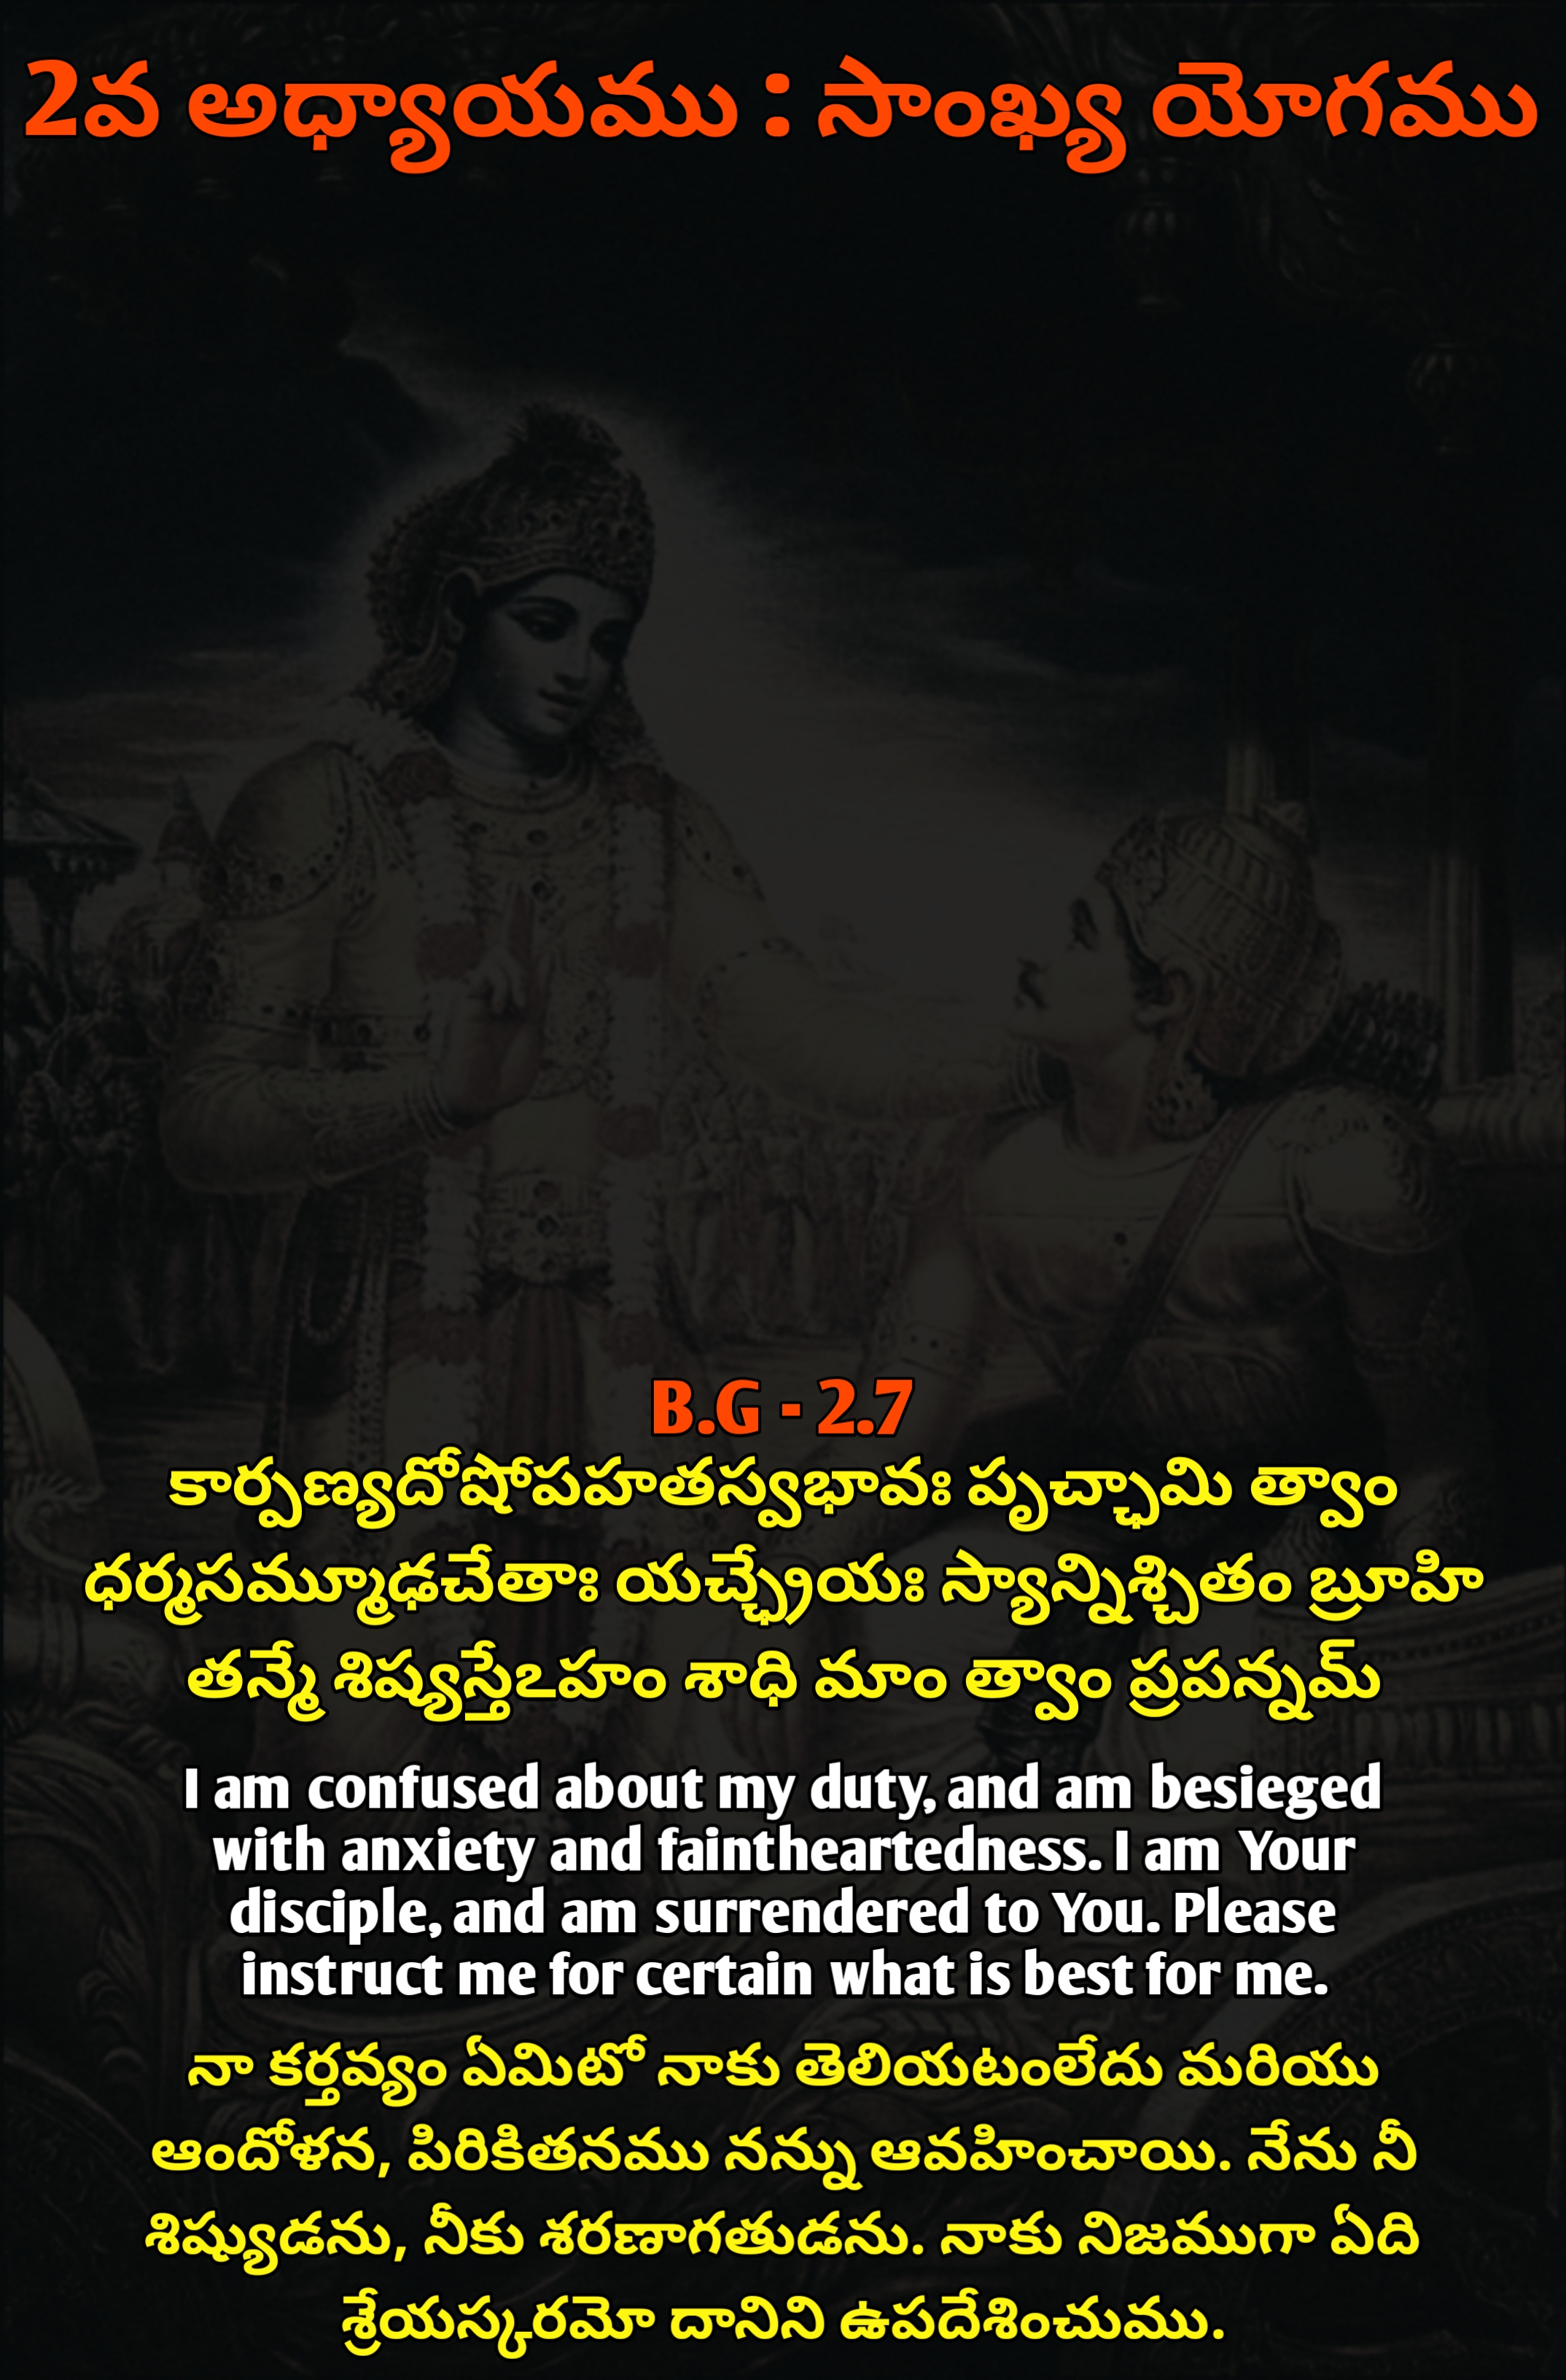 2వ అధ్యాయము : సాంఖ్య యోగము
B.G - 2.7
కార్పణ్యదోషోపహతస్వభావః పృచ్ఛామి త్వాం
ధర్మసమ్మూఢచేతాః యచ్ఛ్రేయః స్యాన్నిశ్చితం బ్రూహి
తన్మే శిష్యస్తేఽహం శాధి మాం త్వాం ప్రపన్నమ్
I am confused about my duty, and am besieged
with anxiety and faintheartedness. I am Your
disciple, and am surrendered to You. Please
instruct me for certain what is best for me.
నా కర్తవ్యం ఏమిటో నాకు తెలియటంలేదు మరియు
ఆందోళన, పిరికితనము నన్ను ఆవహించాయి. నేను నీ
శిష్యుడను, నీకు శరణాగతుడను. నాకు నిజముగా ఏది
శ్రేయస్కరమో దానిని ఉపదేశించుము.